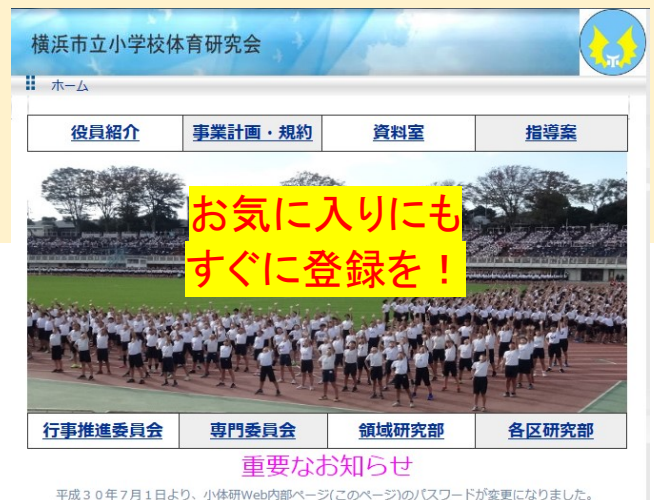 横浜市立小学校体育研究会
ホーム
役員紹介 事業計画・規約 資料室 指導案
お気に入りにも
すぐに登録を！
行事推進委員会 専門委員会 領域研究部 各区研究部
重要なお知らせ
平成３０年７月１日より、小体研Web内部ページ(このページ)のパスワードが変更になりました。